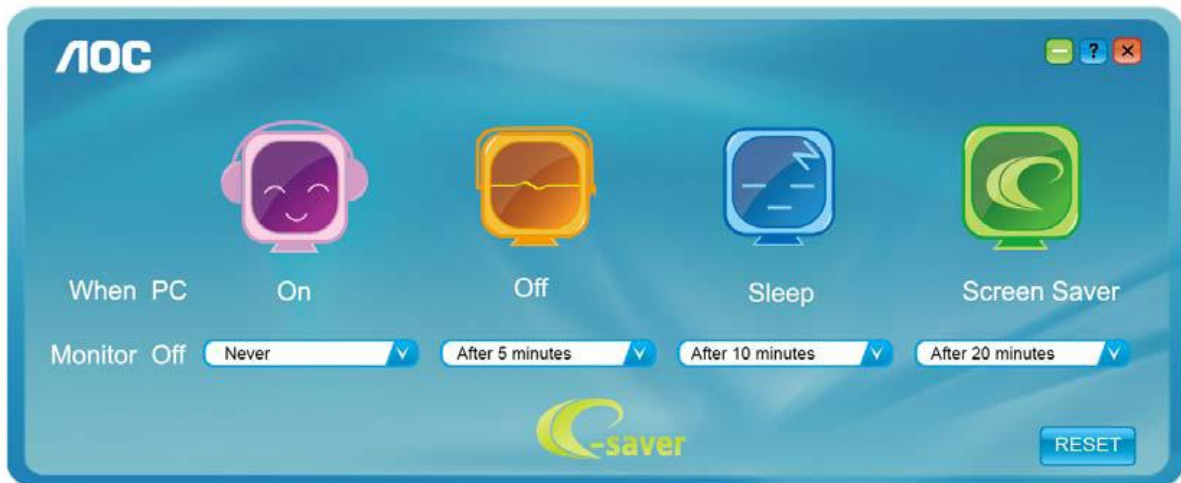 AOC
?
When PC On Off Sleep Screen Saver
Monitor Off Never After 5 minutes After 10 minutes After 20 minutes
e-saver
RESET